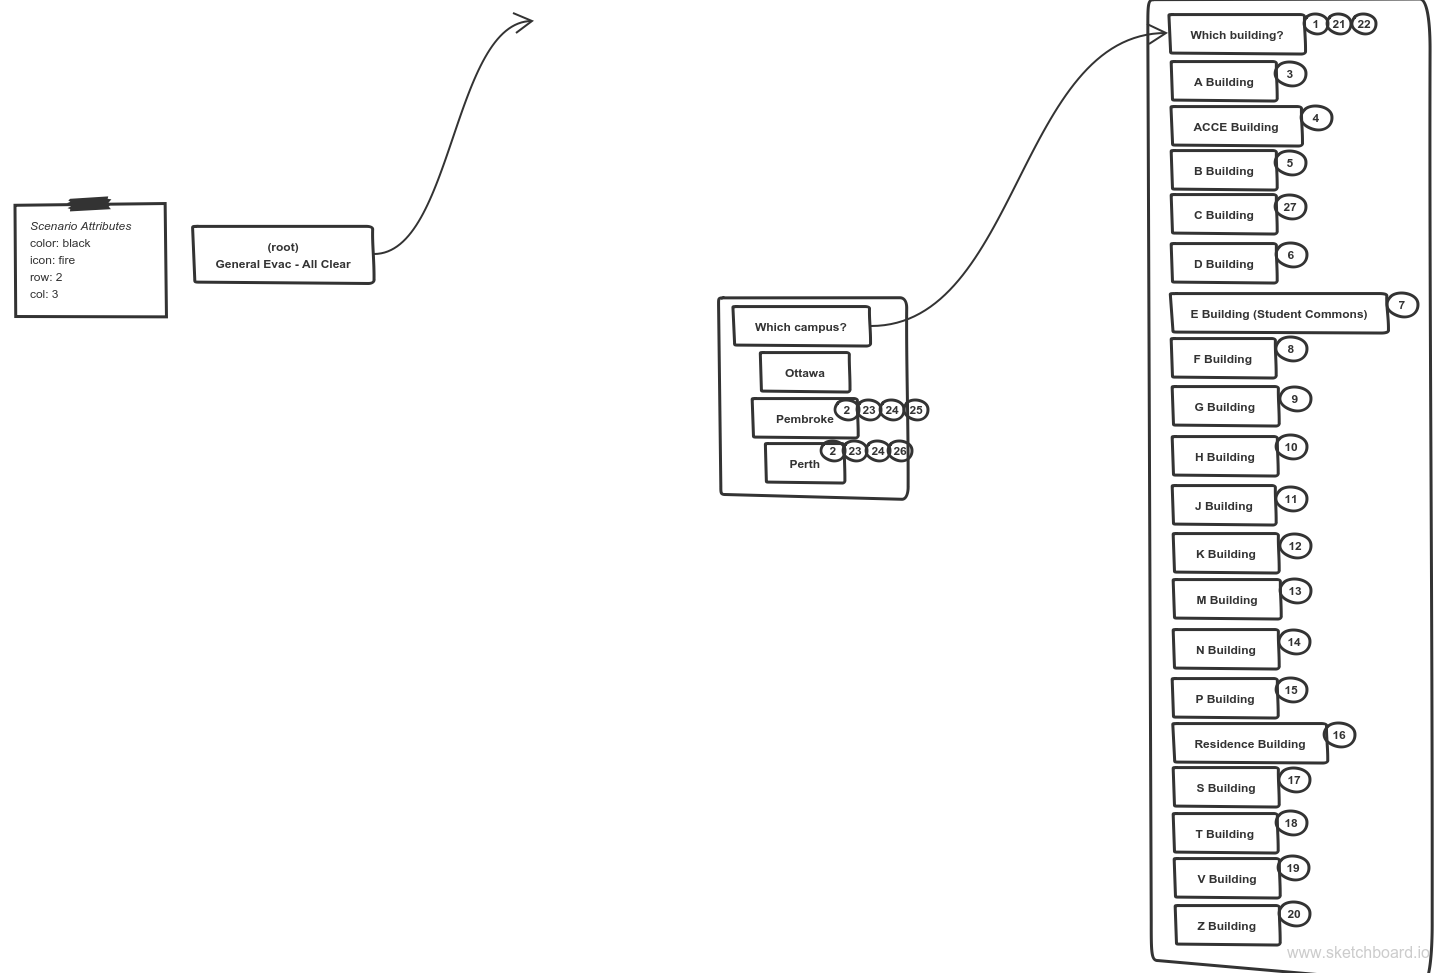 Scenario Attributes
color: black
icon: fire
row: 2
col: 3
(root)
General Evac - All Clear
Which campus?
Ottawa
Pembroke 2 23 24 25
Perth 2 23 24 26
Which building? 1 21 22
A Building 3
ACCE Building 4
B Building 5
C Building 27
D Building 6
E Building (Student Commons) 7
F Building 8
G Building 9
H Building 10
J Building 11
K Building 12
M Building 13
N Building 14
P Building 15
Residence Building 16
S Building 17
T Building 18
V Building 19
Z Building 20
www.sketchboard.io